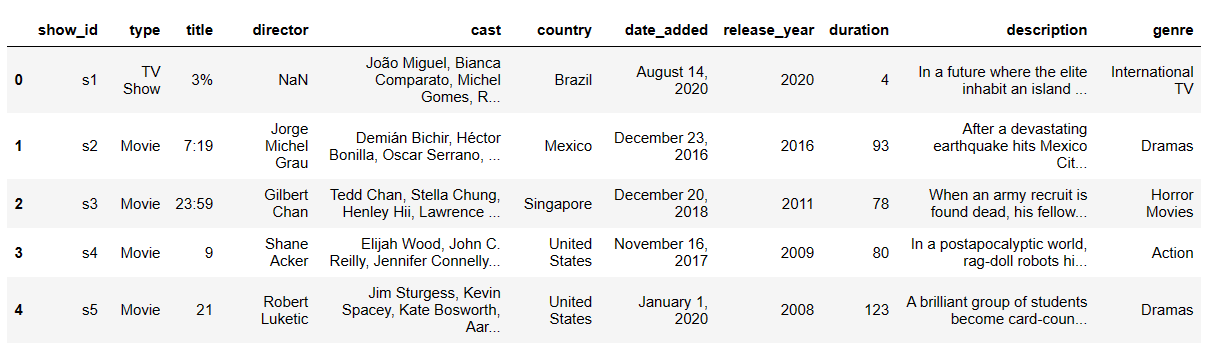 show_id type title director cast country date_added release_year duration description genre
0 s1 TV Show 3% NaN João Miguel, Bianca Comparato, Michel Gomes, R... Brazil August 14, 2020 2020 4 In a future where the elite inhabit an island ... International TV
1 s2 Movie 7:19 Jorge Michel Grau Demián Bichir, Héctor Bonilla, Oscar Serrano, ... Mexico December 23, 2016 2016 93 After a devastating earthquake hits Mexico Cit... Dramas
2 s3 Movie 23:59 Gilbert Chan Tedd Chan, Stella Chung, Henley Hii, Lawrence ... Singapore December 20, 2018 2011 78 When an army recruit is found dead, his fellow... Horror Movies
3 s4 Movie 9 Shane Acker Elijah Wood, John C. Reilly, Jennifer Connelly... United States November 16, 2017 2009 80 In a postapocalyptic world, rag-doll robots hi... Action
4 s5 Movie 21 Robert Luketic Jim Sturgess, Kevin Spacey, Kate Bosworth, Aar... United States January 1, 2020 2008 123 A brilliant group of students become card-coun... Dramas